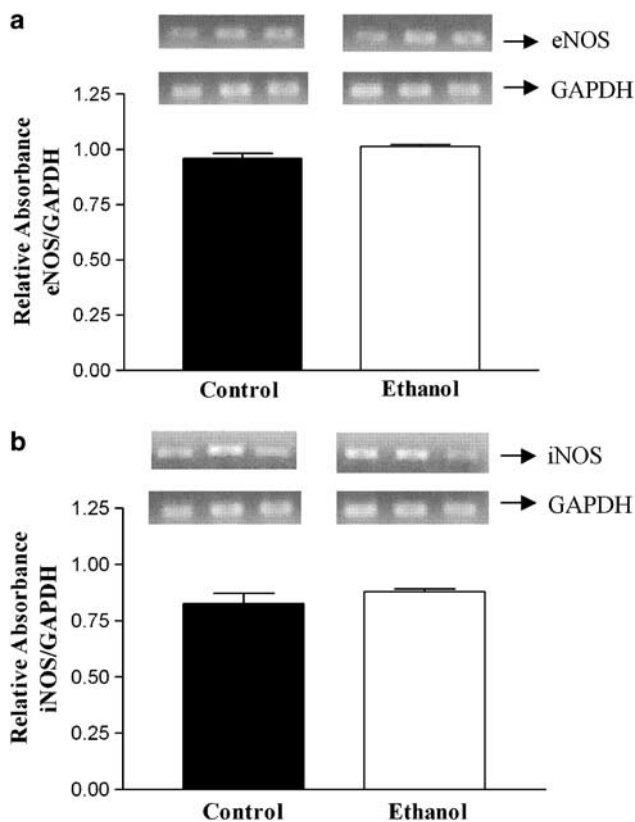 a
eNOS
GAPDH
Relative Absorbance
eNOS/GAPDH
1.25
1.00
0.75
0.50
0.25
0.00
Control Ethanol
b
iNOS
GAPDH
Relative Absorbance
iNOS/GAPDH
1.25
1.00
0.75
0.50
0.25
0.00
Control Ethanol